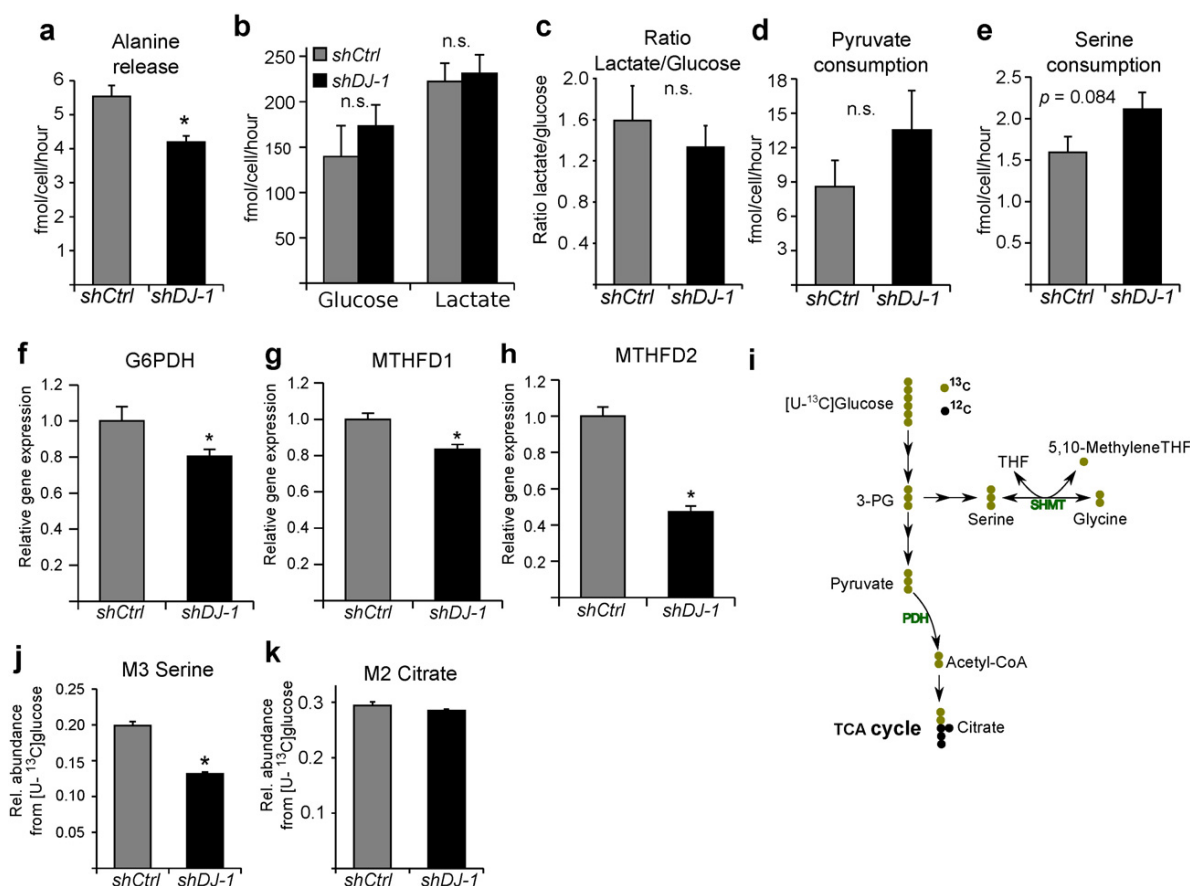 a
Alanine
release
fmol/cell/hour
6
5
4
3
2
1
*
shCtrl
shDJ-1
b
shCtrl
shDJ-1
n.s.
n.s.
fmol/cell/hour
250
200
150
100
50
Glucose
Lactate
c
Ratio
Lactate/Glucose
n.s.
Ratio lactate/glucose
2.0
1.6
1.2
0.8
0.4
shCtrl
shDJ-1
d
Pyruvate
consumption
n.s.
fmol/cell/hour
18
15
12
9
6
3
shCtrl
shDJ-1
e
Serine
consumption
p = 0.084
fmol/cell/hour
2.5
2.0
1.5
1.0
0.5
shCtrl
shDJ-1
f
G6PDH
Relative gene expression
1.2
1.0
0.8
0.6
0.4
0.2
*
shCtrl
shDJ-1
g
MTHFD1
Relative gene expression
1.2
1.0
0.8
0.6
0.4
0.2
*
shCtrl
shDJ-1
h
MTHFD2
Relative gene expression
1.2
1.0
0.8
0.6
0.4
0.2
*
shCtrl
shDJ-1
i
[U-¹³C]Glucose
¹³C
¹²C
5,10-MethyleneTHF
THF
3-PG
Serine
SHMT
Glycine
Pyruvate
PDH
Acetyl-CoA
TCA cycle
Citrate
j
M3 Serine
Rel. abundance
from [U- ¹³C]glucose
0.25
0.20
0.15
0.10
0.05
*
shCtrl
shDJ-1
k
M2 Citrate
Rel. abundance
from [U- ¹³C]glucose
0.3
0.2
0.1
shCtrl
shDJ-1